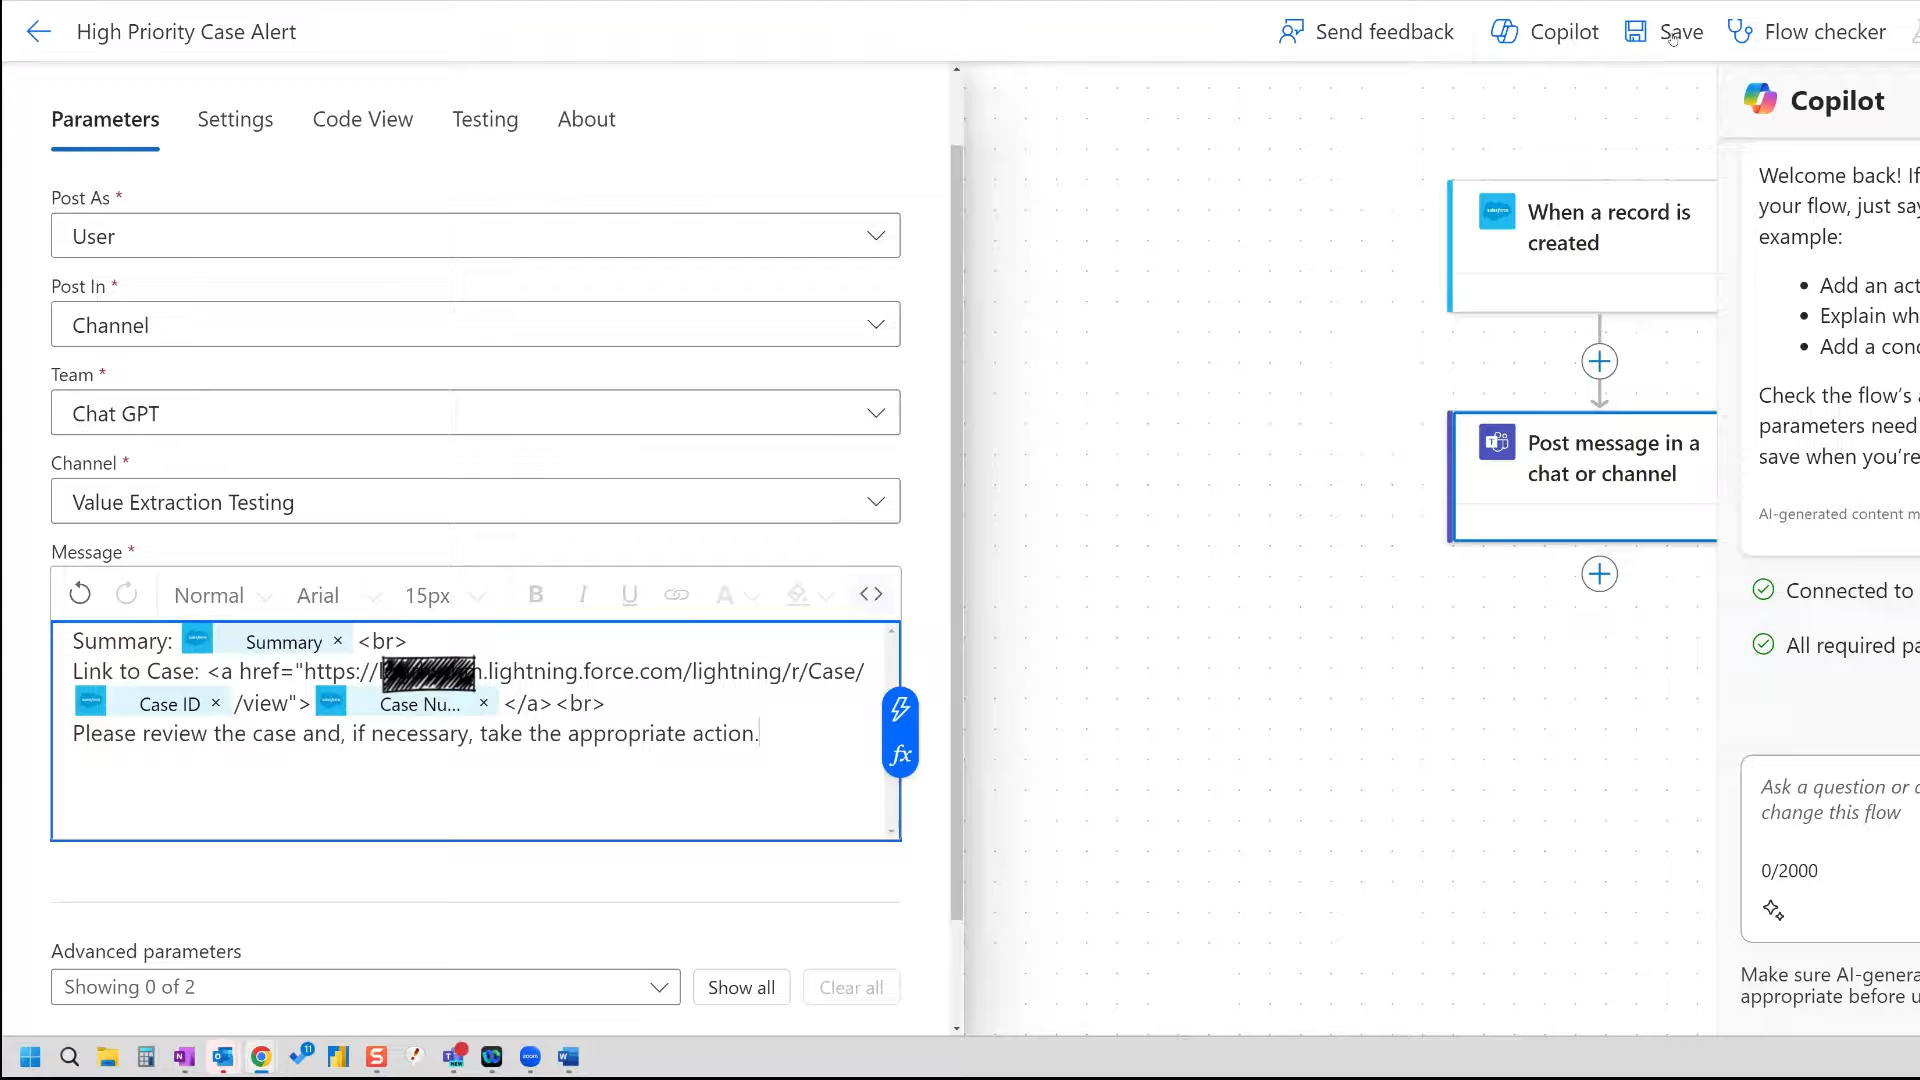 High Priority Case Alert
Send feedback
Copilot
Save
Flow checker
Parameters
Settings
Code View
Testing
About
Post As *
User
Post In *
Channel
Team *
Chat GPT
Channel *
Value Extraction Testing
Message *
Normal
Arial
15px
B I U A <>
Summary: Summary × <br>
Link to Case: <a href="https:// .lightning.force.com/lightning/r/Case/
Case ID × /view"> Case Nu... × </a><br>
Please review the case and, if necessary, take the appropriate action.
fx
Advanced parameters
Showing 0 of 2
Show all
Clear all
When a record is
created
Post message in a
chat or channel
Copilot
Welcome back! If
your flow, just say
example:
• Add an act
• Explain wh
• Add a cond
Check the flow's a
parameters need
save when you're
AI-generated content m
Connected to
All required pa
Ask a question or
change this flow
0/2000
Make sure AI-genera
appropriate before u
11
NEW
zoom